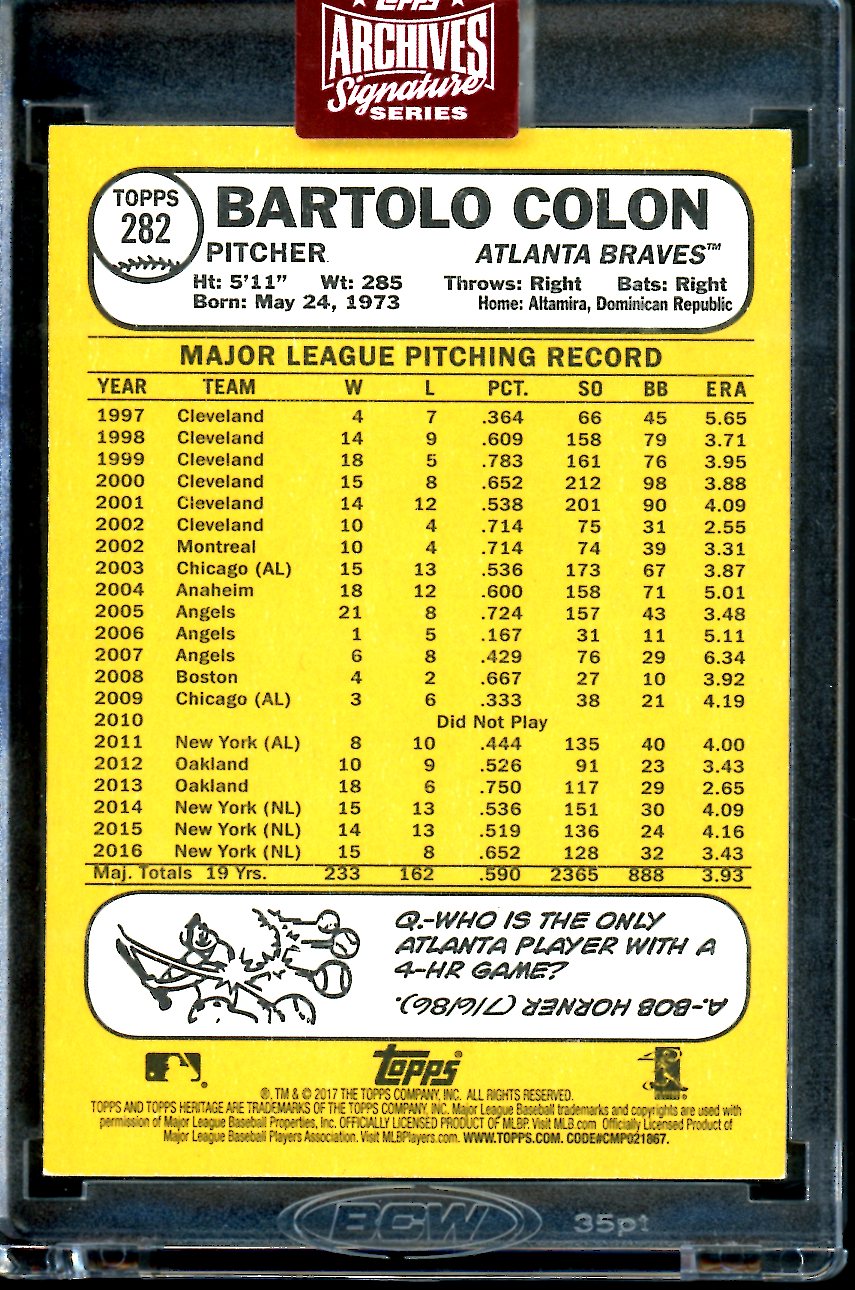 TOPPS
ARCHIVES
Signature
SERIES
TOPPS
282
BARTOLO COLON
PITCHER ATLANTA BRAVES™
Ht: 5'11" Wt: 285 Throws: Right Bats: Right
Born: May 24, 1973 Home: Altamira, Dominican Republic
MAJOR LEAGUE PITCHING RECORD
YEAR TEAM W L PCT. SO BB ERA
1997 Cleveland 4 7 .364 66 45 5.65
1998 Cleveland 14 9 .609 158 79 3.71
1999 Cleveland 18 5 .783 161 76 3.95
2000 Cleveland 15 8 .652 212 98 3.88
2001 Cleveland 14 12 .538 201 90 4.09
2002 Cleveland 10 4 .714 75 31 2.55
2002 Montreal 10 4 .714 74 39 3.31
2003 Chicago (AL) 15 13 .536 173 67 3.87
2004 Anaheim 18 12 .600 158 71 5.01
2005 Angels 21 8 .724 157 43 3.48
2006 Angels 1 5 .167 31 11 5.11
2007 Angels 6 8 .429 76 29 6.34
2008 Boston 4 2 .667 27 10 3.92
2009 Chicago (AL) 3 6 .333 38 21 4.19
2010 Did Not Play
2011 New York (AL) 8 10 .444 135 40 4.00
2012 Oakland 10 9 .526 91 23 3.43
2013 Oakland 18 6 .750 117 29 2.65
2014 New York (NL) 15 13 .536 151 30 4.09
2015 New York (NL) 14 13 .519 136 24 4.16
2016 New York (NL) 15 8 .652 128 32 3.43
Maj. Totals 19 Yrs. 233 162 .590 2365 888 3.93
Q.-WHO IS THE ONLY
ATLANTA PLAYER WITH A
4-HR GAME?
A.-BOB HORNER (7/6/86).
topps
®, TM & © 2017 THE TOPPS COMPANY, INC. ALL RIGHTS RESERVED.
TOPPS AND TOPPS HERITAGE ARE TRADEMARKS OF THE TOPPS COMPANY, INC. Major League Baseball trademarks and copyrights are used with
permission of Major League Baseball Properties, Inc. OFFICIALLY LICENSED PRODUCT OF MLBP. Visit MLB.com Officially Licensed Product of
Major League Baseball Players Association. Visit MLBPlayers.com. WWW.TOPPS.COM. CODE#CMP021867.
BCW 35pt